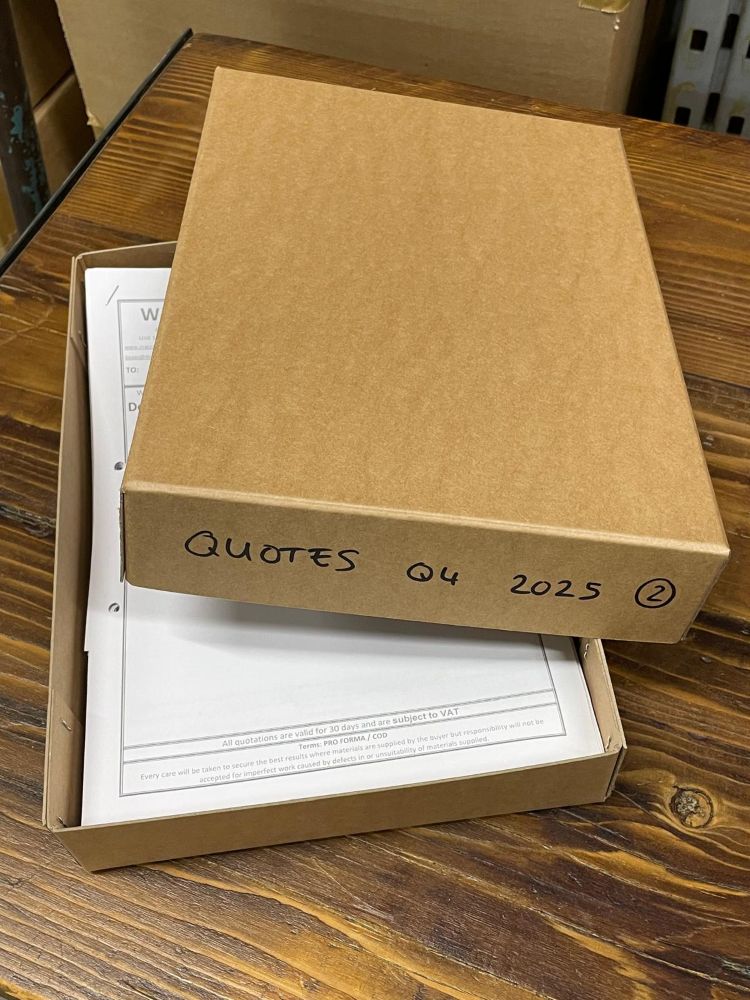 TO:
QUOTES Q4 2025 2
All quotations are valid for 30 days and are subject to VAT
Terms: PRO FORMA / COD
Every care will be taken to secure the best results where materials are supplied by the buyer but responsibility will not be
accepted for imperfect work caused by defects in or unsuitability of materials supplied.